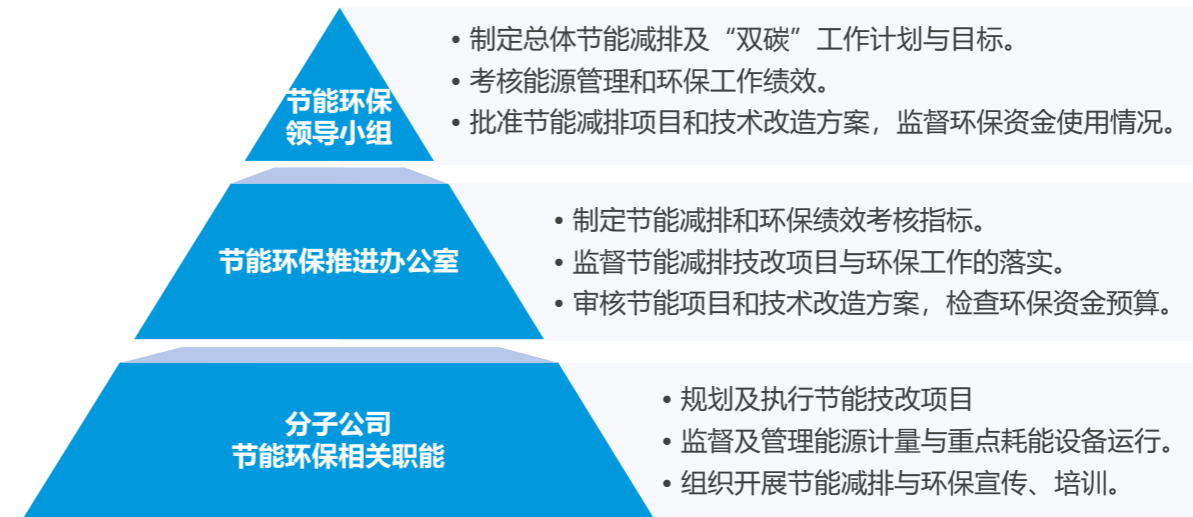 节能环保
领导小组
• 制定总体节能减排及“双碳”工作计划与目标。
• 考核能源管理和环保工作绩效。
• 批准节能减排项目和技术改造方案，监督环保资金使用情况。
节能环保推进办公室
• 制定节能减排和环保绩效考核指标。
• 监督节能减排技改项目与环保工作的落实。
• 审核节能项目和技术改造方案，检查环保资金预算。
分子公司
节能环保相关职能
• 规划及执行节能技改项目
• 监督及管理能源计量与重点耗能设备运行。
• 组织开展节能减排与环保宣传、培训。